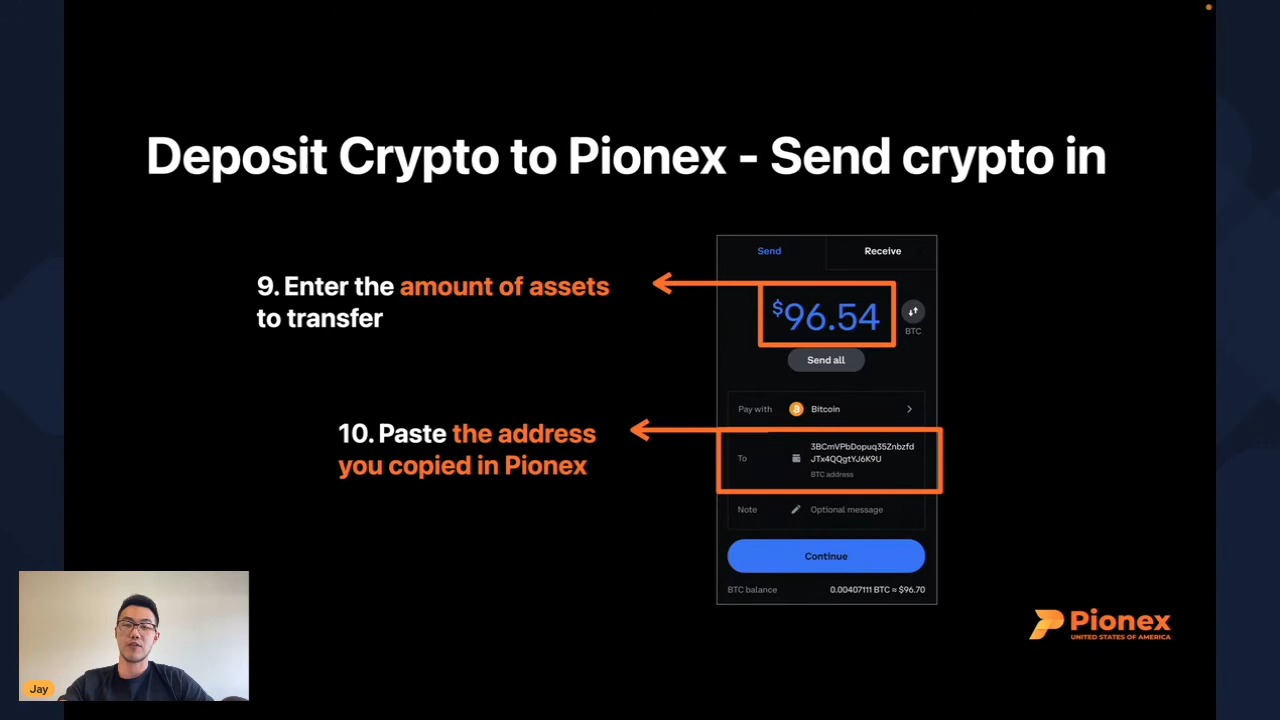 Deposit Crypto to Pionex - Send crypto in
9. Enter the amount of assets
to transfer
10. Paste the address
you copied in Pionex
Send Receive
$96.54
BTC
Send all
Pay with Bitcoin
To
3BCmVPbDopuq35Znbzfd
JTx4QQgtYJ6K9U
BTC address
Note Optional message
Continue
BTC balance 0.00407111 BTC ≈ $96.70
Pionex
UNITED STATES OF AMERICA
Jay